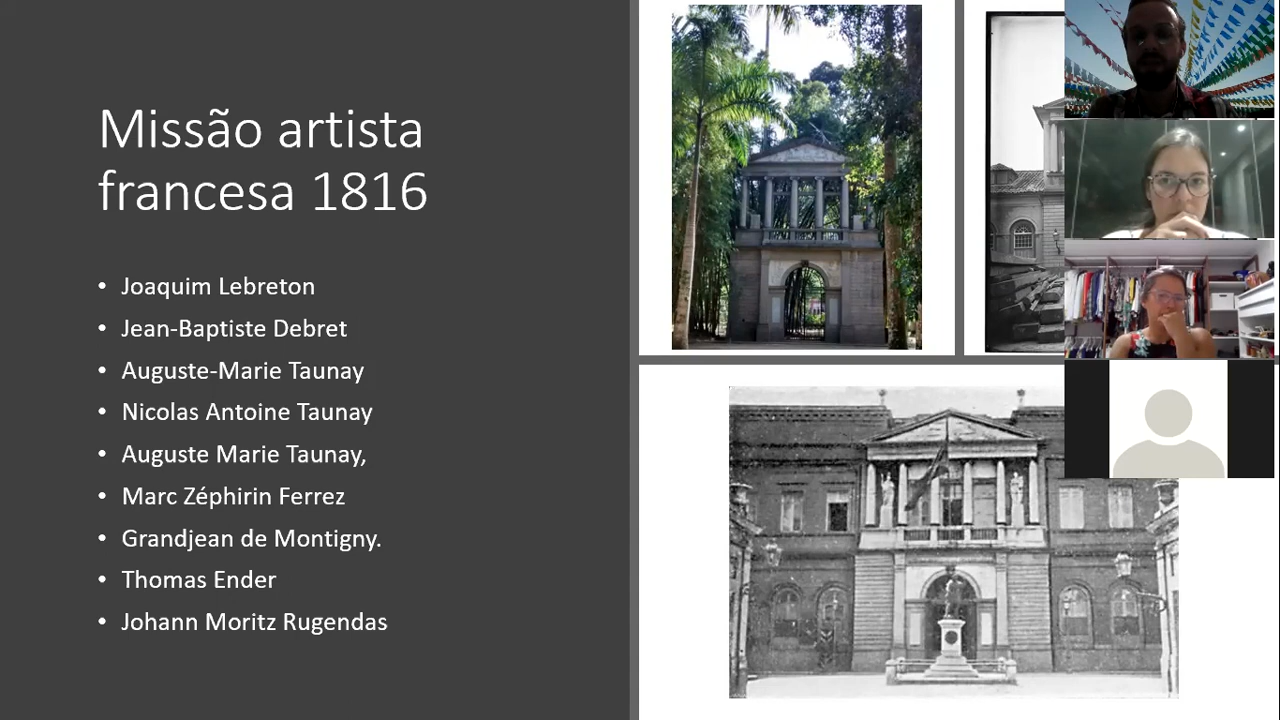 Missão artista
francesa 1816
• Joaquim Lebreton
• Jean-Baptiste Debret
• Auguste-Marie Taunay
• Nicolas Antoine Taunay
• Auguste Marie Taunay,
• Marc Zéphirin Ferrez
• Grandjean de Montigny.
• Thomas Ender
• Johann Moritz Rugendas